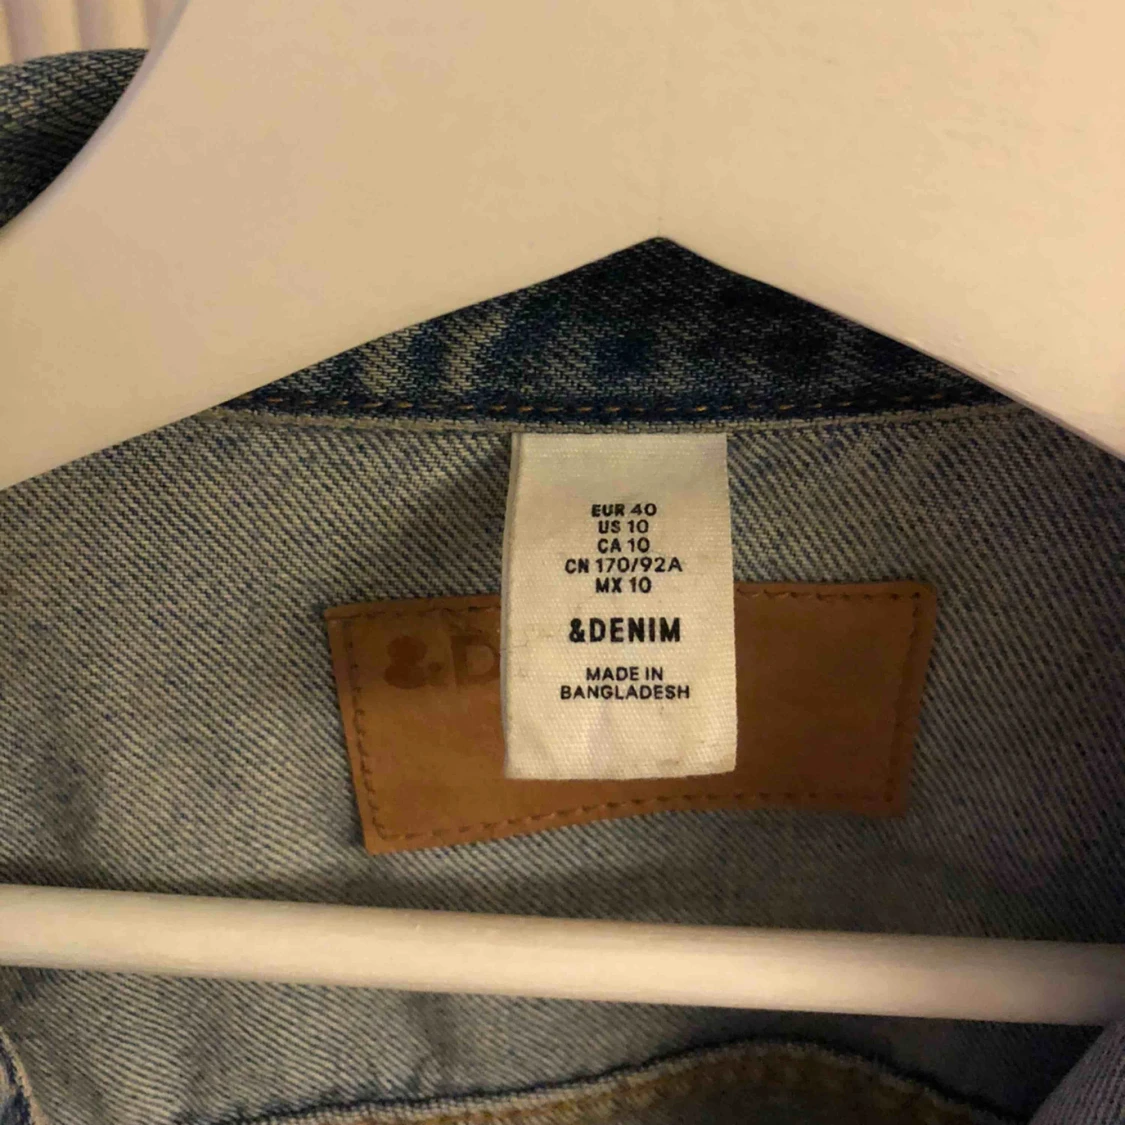 EUR 40
US 10
CA 10
CN 170/92A
MX 10
&DENIM
MADE IN
BANGLADESH
&D